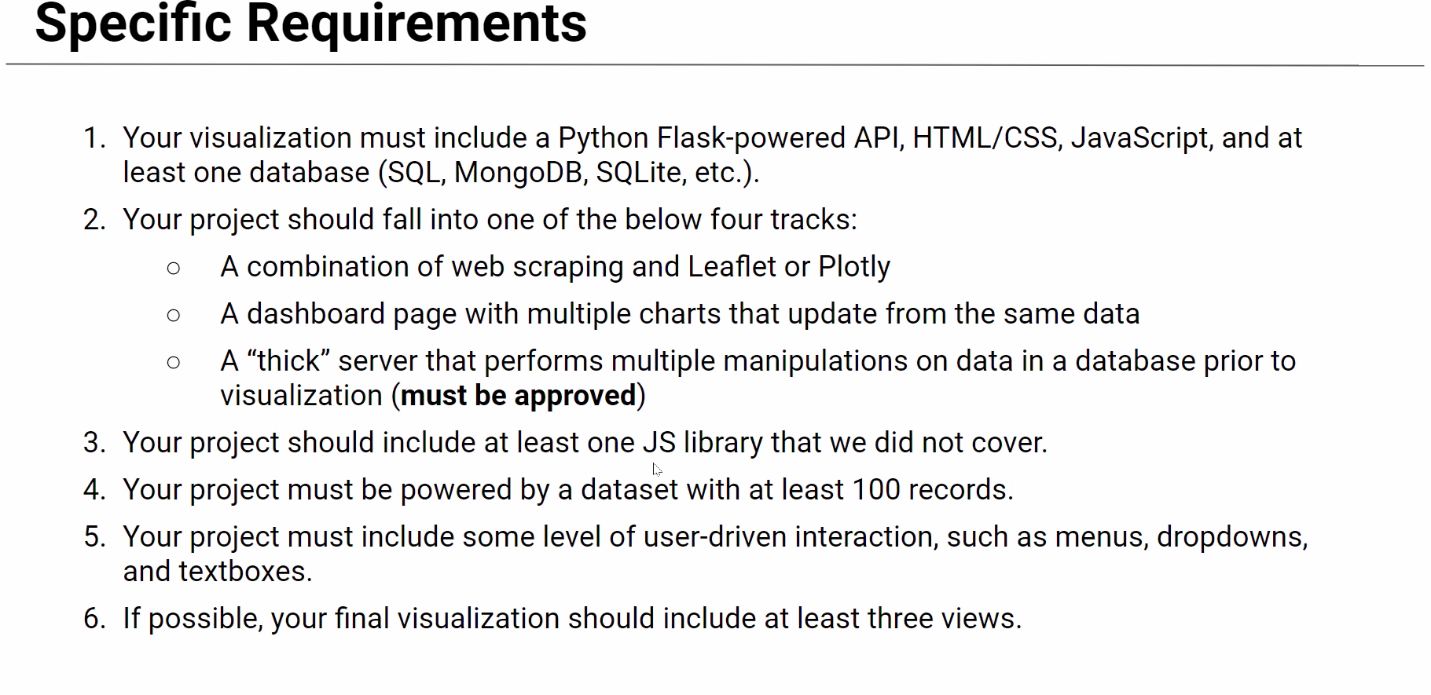 Specific Requirements
1. Your visualization must include a Python Flask-powered API, HTML/CSS, JavaScript, and at
least one database (SQL, MongoDB, SQLite, etc.).
2. Your project should fall into one of the below four tracks:
○ A combination of web scraping and Leaflet or Plotly
○ A dashboard page with multiple charts that update from the same data
○ A “thick” server that performs multiple manipulations on data in a database prior to
visualization (must be approved)
3. Your project should include at least one JS library that we did not cover.
4. Your project must be powered by a dataset with at least 100 records.
5. Your project must include some level of user-driven interaction, such as menus, dropdowns,
and textboxes.
6. If possible, your final visualization should include at least three views.